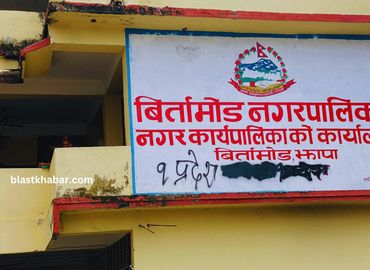 बिर्तामोड नगरपालिक
नगर कार्यपालिकाको कार्याल
बिर्तामोड, झापा
१ प्रदेश
blastkhabar.com